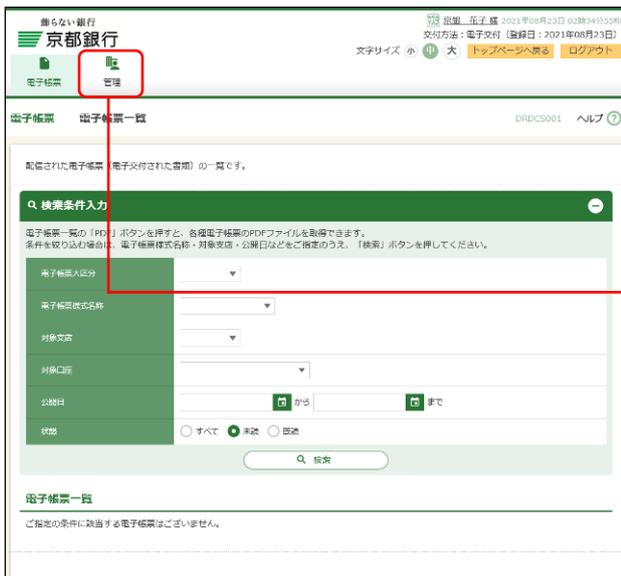 飾らない銀行
京都銀行
京都 花子 様 2021年08月23日 02時34分55秒
交付方法：電子交付（登録日：2021年08月23日）
文字サイズ 小 中 大 トップページへ戻る ログアウト
電子帳票 管理
電子帳票 電子帳票一覧 DRDCS001 ヘルプ ?
配信された電子帳票（電子交付された書類）の一覧です。
検索条件入力
電子帳票一覧の「PDF」ボタンを押すと、各種電子帳票のPDFファイルを取得できます。
条件を絞り込む場合は、電子帳票様式名称・対象支店・公開日などをご指定のうえ、「検索」ボタンを押してください。
電子帳票大区分
電子帳票様式名称
対象支店
対象口座
公開日 から まで
状態 すべて 未読 既読
検索
電子帳票一覧
ご指定の条件に該当する電子帳票はございません。